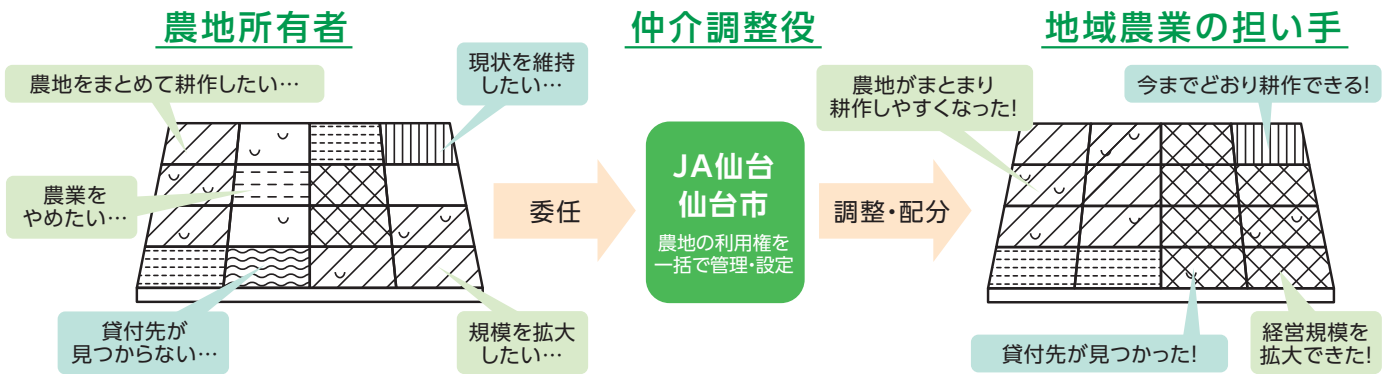 農地所有者
仲介調整役
地域農業の担い手
農地をまとめて耕作したい…
現状を維持
したい…
農業を
やめたい…
貸付先が
見つからない…
規模を拡大
したい…
委任
JA仙台
仙台市
農地の利用権を
一括で管理・設定
調整・配分
農地がまとまり
耕作しやすくなった!
今までどおり耕作できる!
貸付先が見つかった!
経営規模を
拡大できた!